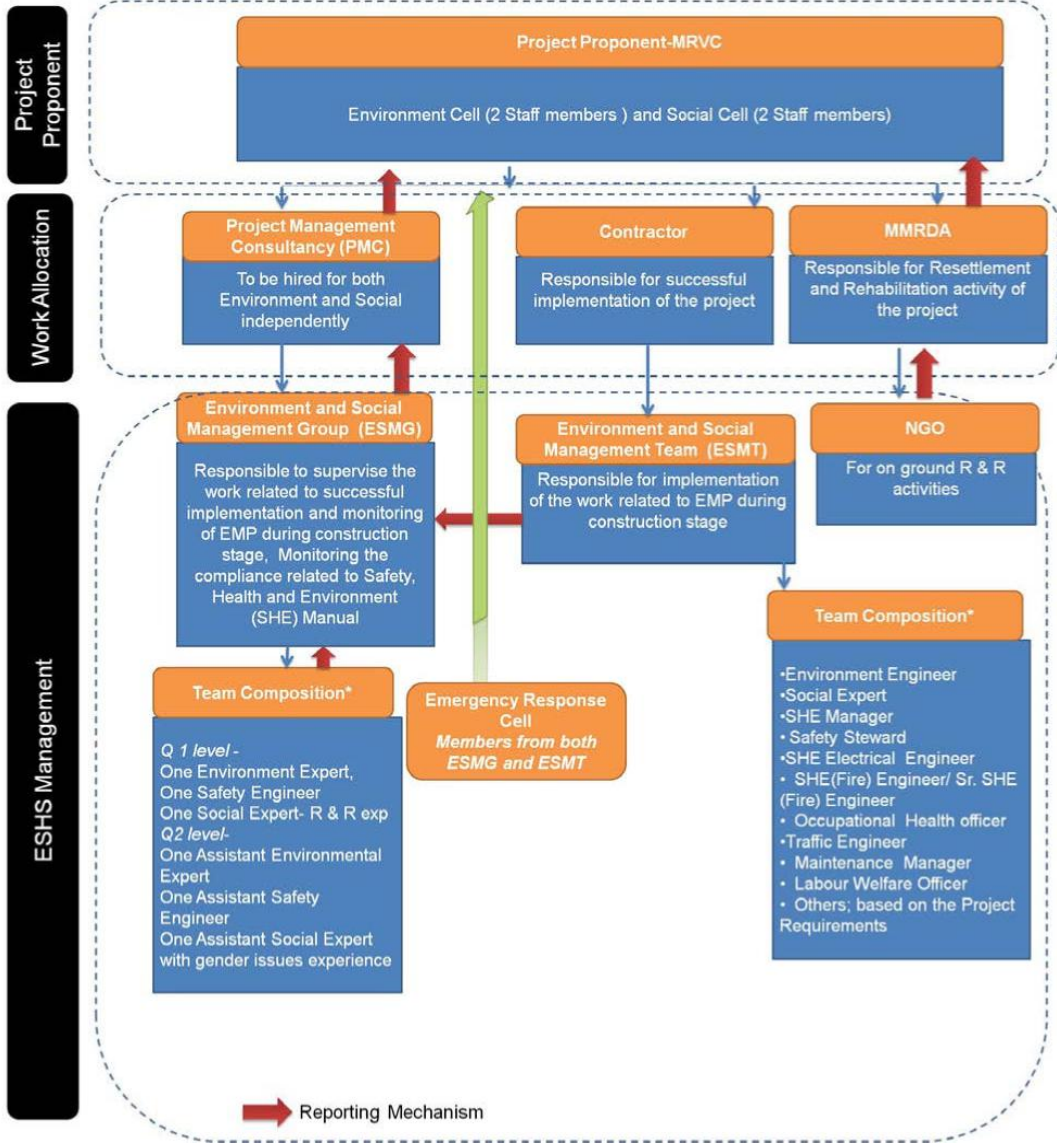 Project Proponent
Project Proponent-MRVC
Environment Cell (2 Staff members ) and Social Cell (2 Staff members)
Work Allocation
Project Management
Consultancy (PMC)
To be hired for both
Environment and Social
independently
Contractor
Responsible for successful
implementation of the project
MMRDA
Responsible for Resettlement
and Rehabilitation activity of
the project
ESHS Management
Environment and Social
Management Group (ESMG)
Responsible to supervise the
work related to successful
implementation and monitoring
of EMP during construction
stage, Monitoring the
compliance related to Safety,
Health and Environment
(SHE) Manual
Environment and Social
Management Team (ESMT)
Responsible for implementation
of the work related to EMP during
construction stage
NGO
For on ground R & R
activities
Team Composition*
Q 1 level -
One Environment Expert,
One Safety Engineer
One Social Expert- R & R exp
Q2 level-
One Assistant Environmental
Expert
One Assistant Safety
Engineer
One Assistant Social Expert
with gender issues experience
Emergency Response
Cell
Members from both
ESMG and ESMT
Team Composition*
•Environment Engineer
•Social Expert
•SHE Manager
• Safety Steward
•SHE Electrical Engineer
• SHE(Fire) Engineer/ Sr. SHE
(Fire) Engineer
• Occupational Health officer
•Traffic Engineer
• Maintenance Manager
• Labour Welfare Officer
• Others; based on the Project
Requirements
Reporting Mechanism